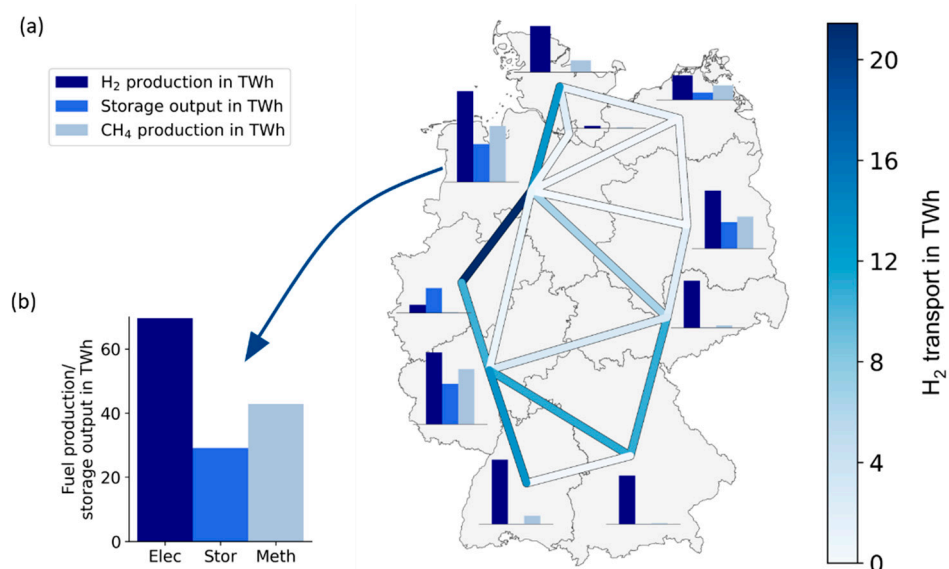 (a)
H₂ production in TWh
Storage output in TWh
CH₄ production in TWh
(b)
Fuel production/
storage output in TWh
60
40
20
0
Elec Stor Meth
20
16
12
8
4
0
H₂ transport in TWh